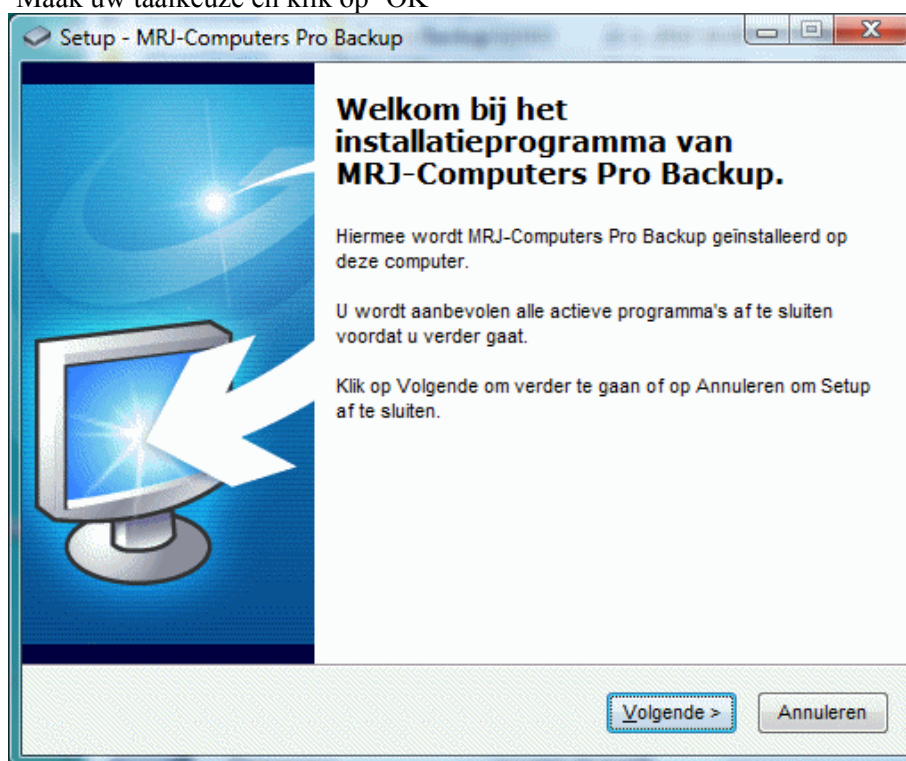 Maak uw taalkeuze en klik op "OK"
Setup - MRJ-Computers Pro Backup
Welkom bij het
installatieprogramma van
MRJ-Computers Pro Backup.
Hiermee wordt MRJ-Computers Pro Backup geïnstalleerd op
deze computer.
U wordt aanbevolen alle actieve programma's af te sluiten
voordat u verder gaat.
Klik op Volgende om verder te gaan of op Annuleren om Setup
af te sluiten.
Volgende >
Annuleren